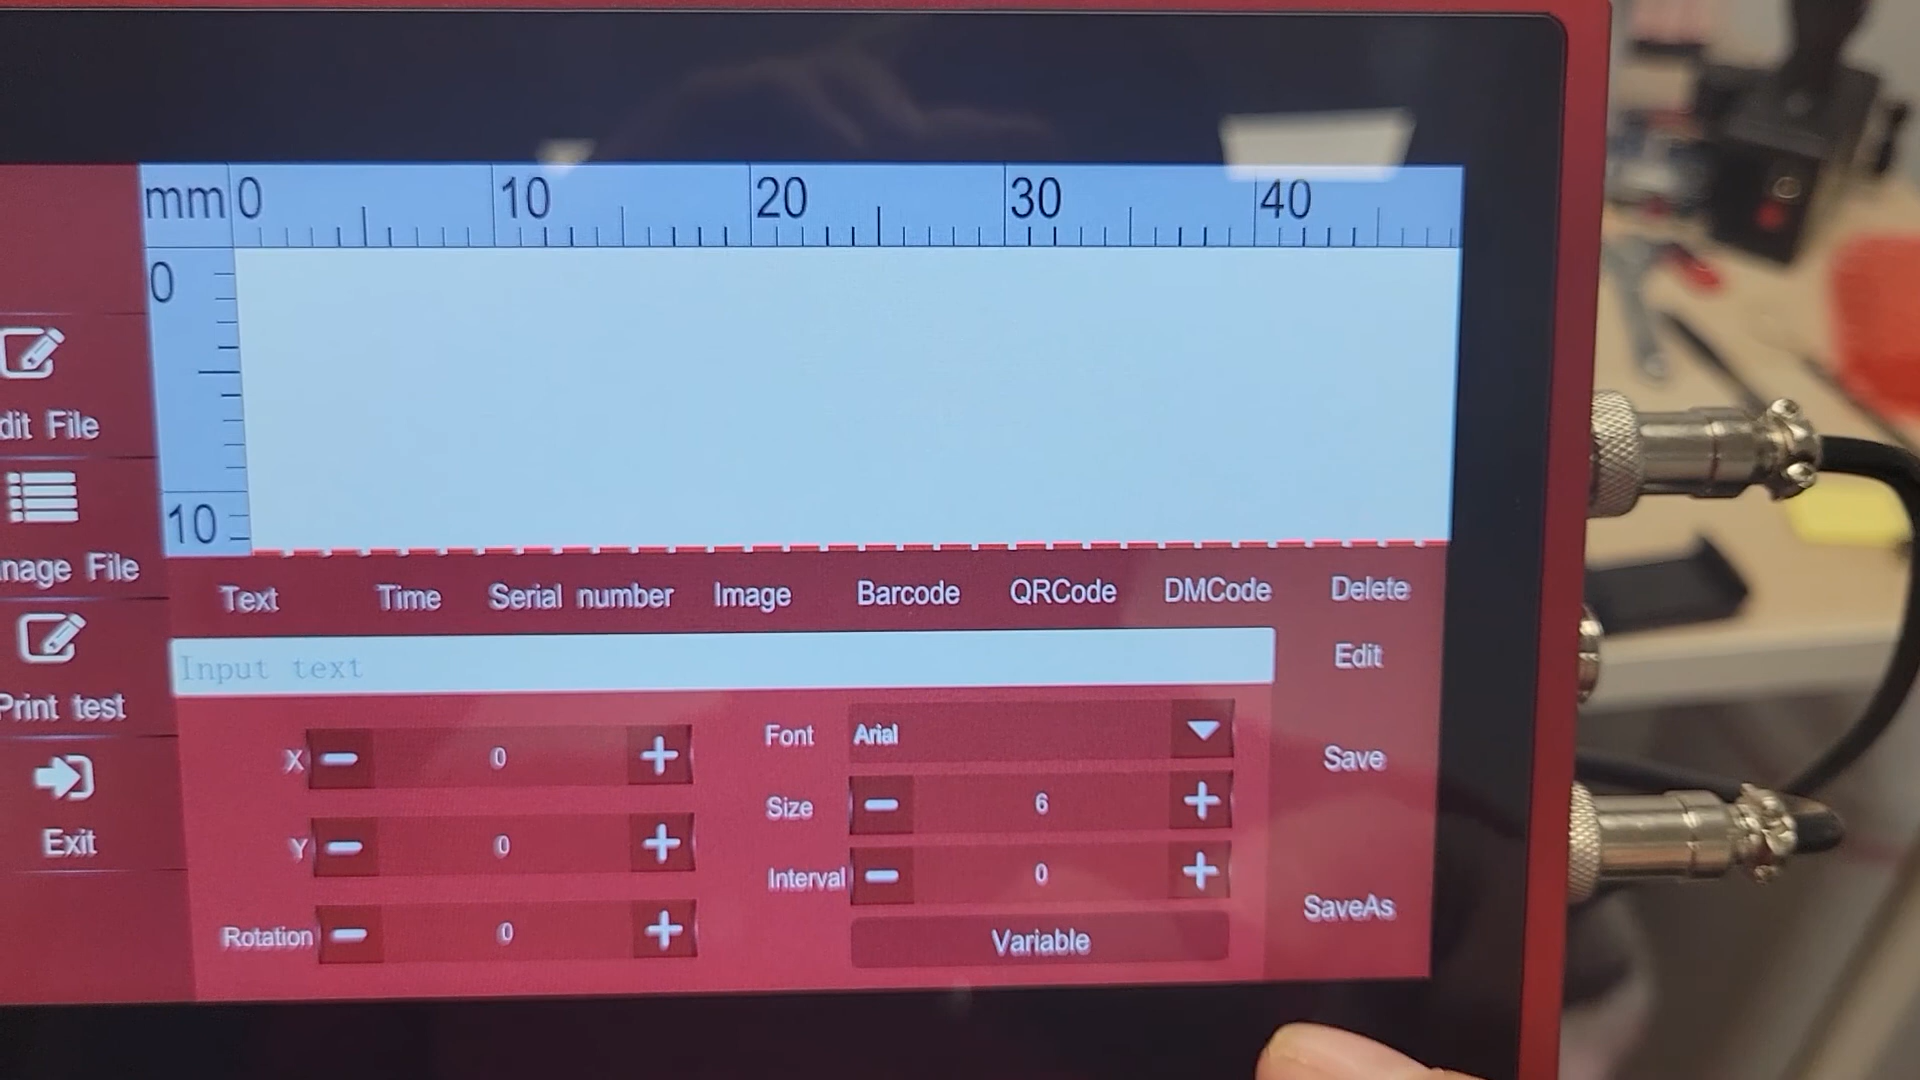 mm 0 10 20 30 40
0
10
dit File
nage File
Print test
Exit
Text Time Serial number Image Barcode QRCode DMCode Delete
Input text
Edit
X 0
Font Arial
Save
Size 6
Y 0
Interval 0
SaveAs
Rotation 0
Variable